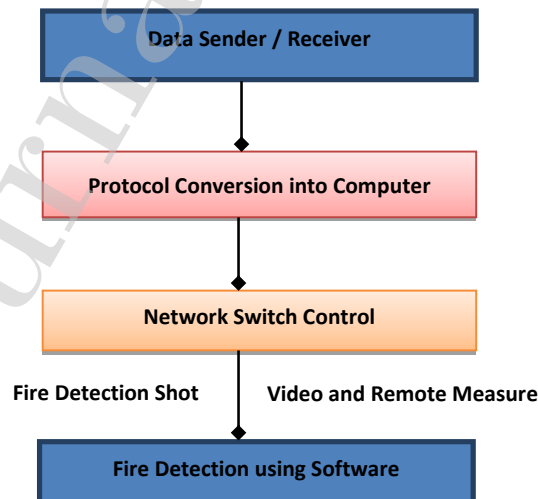 Data Sender / Receiver
Protocol Conversion into Computer
Network Switch Control
Fire Detection Shot
Video and Remote Measure
Fire Detection using Software